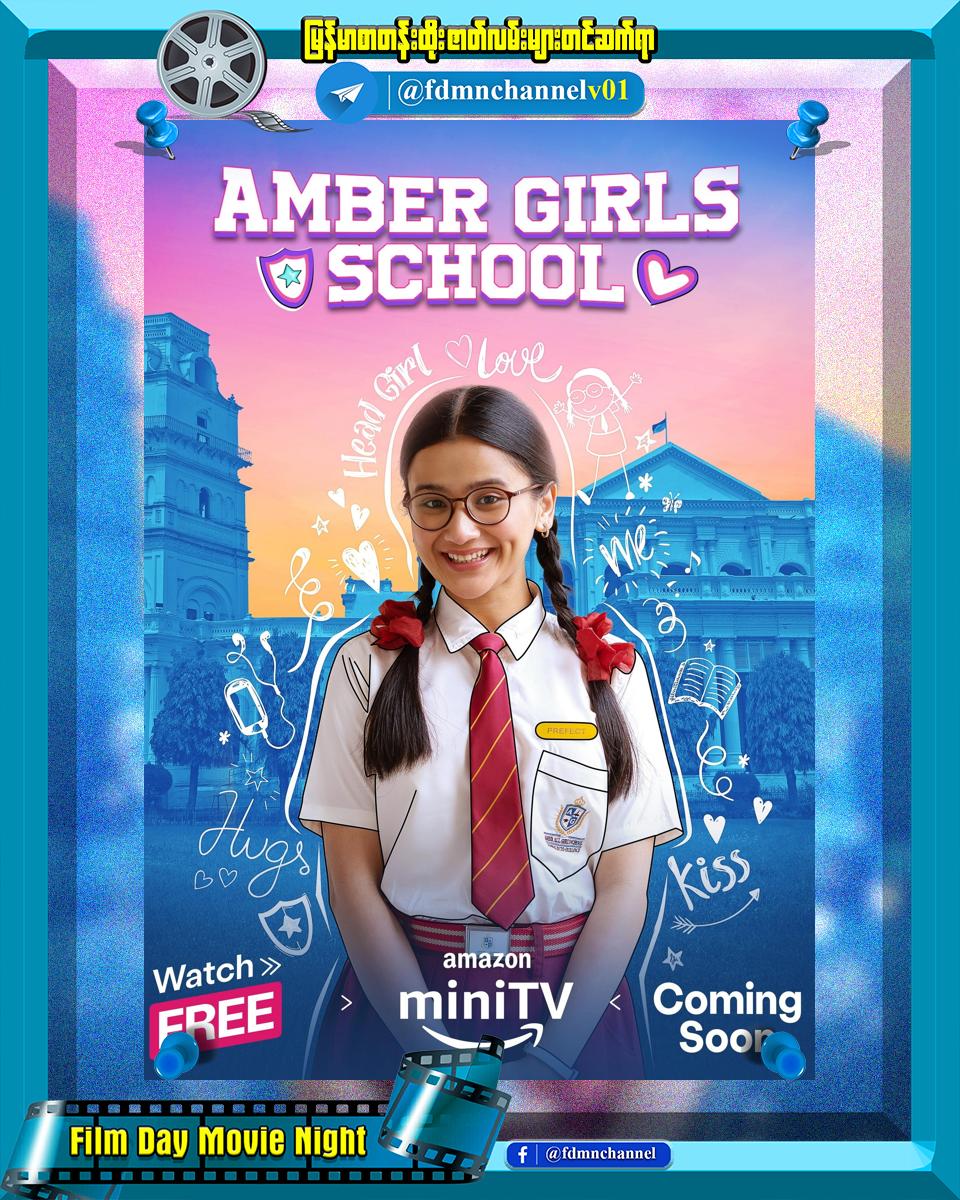 မြန်မာစာတန်းထိုးဇာတ်လမ်းများတင်ဆက်ရာ
@fdmnchannelv01
AMBER GIRLS
SCHOOL
Head Girl
Love
Me
PREFECT
Hugs
Kiss
Watch >>
FREE
amazon
> miniTV <
Coming
Soon
Film Day Movie Night
f | @fdmnchannel